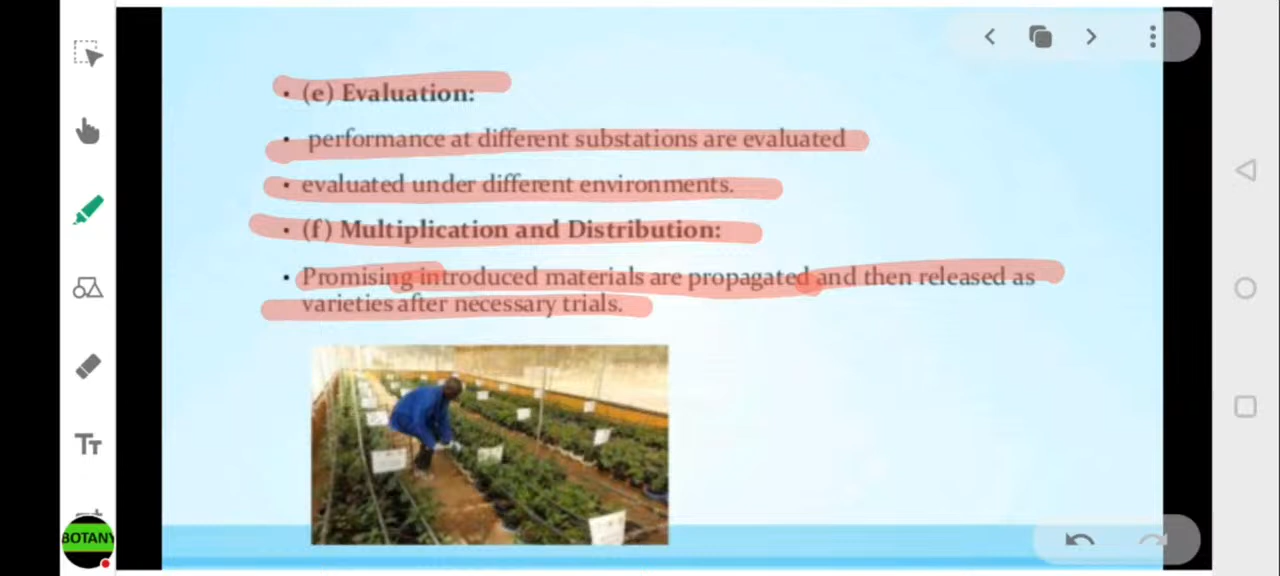 • (e) Evaluation:
• performance at different substations are evaluated
• evaluated under different environments.
• (f) Multiplication and Distribution:
• Promising introduced materials are propagated and then released as
varieties after necessary trials.
TT
BOTANY